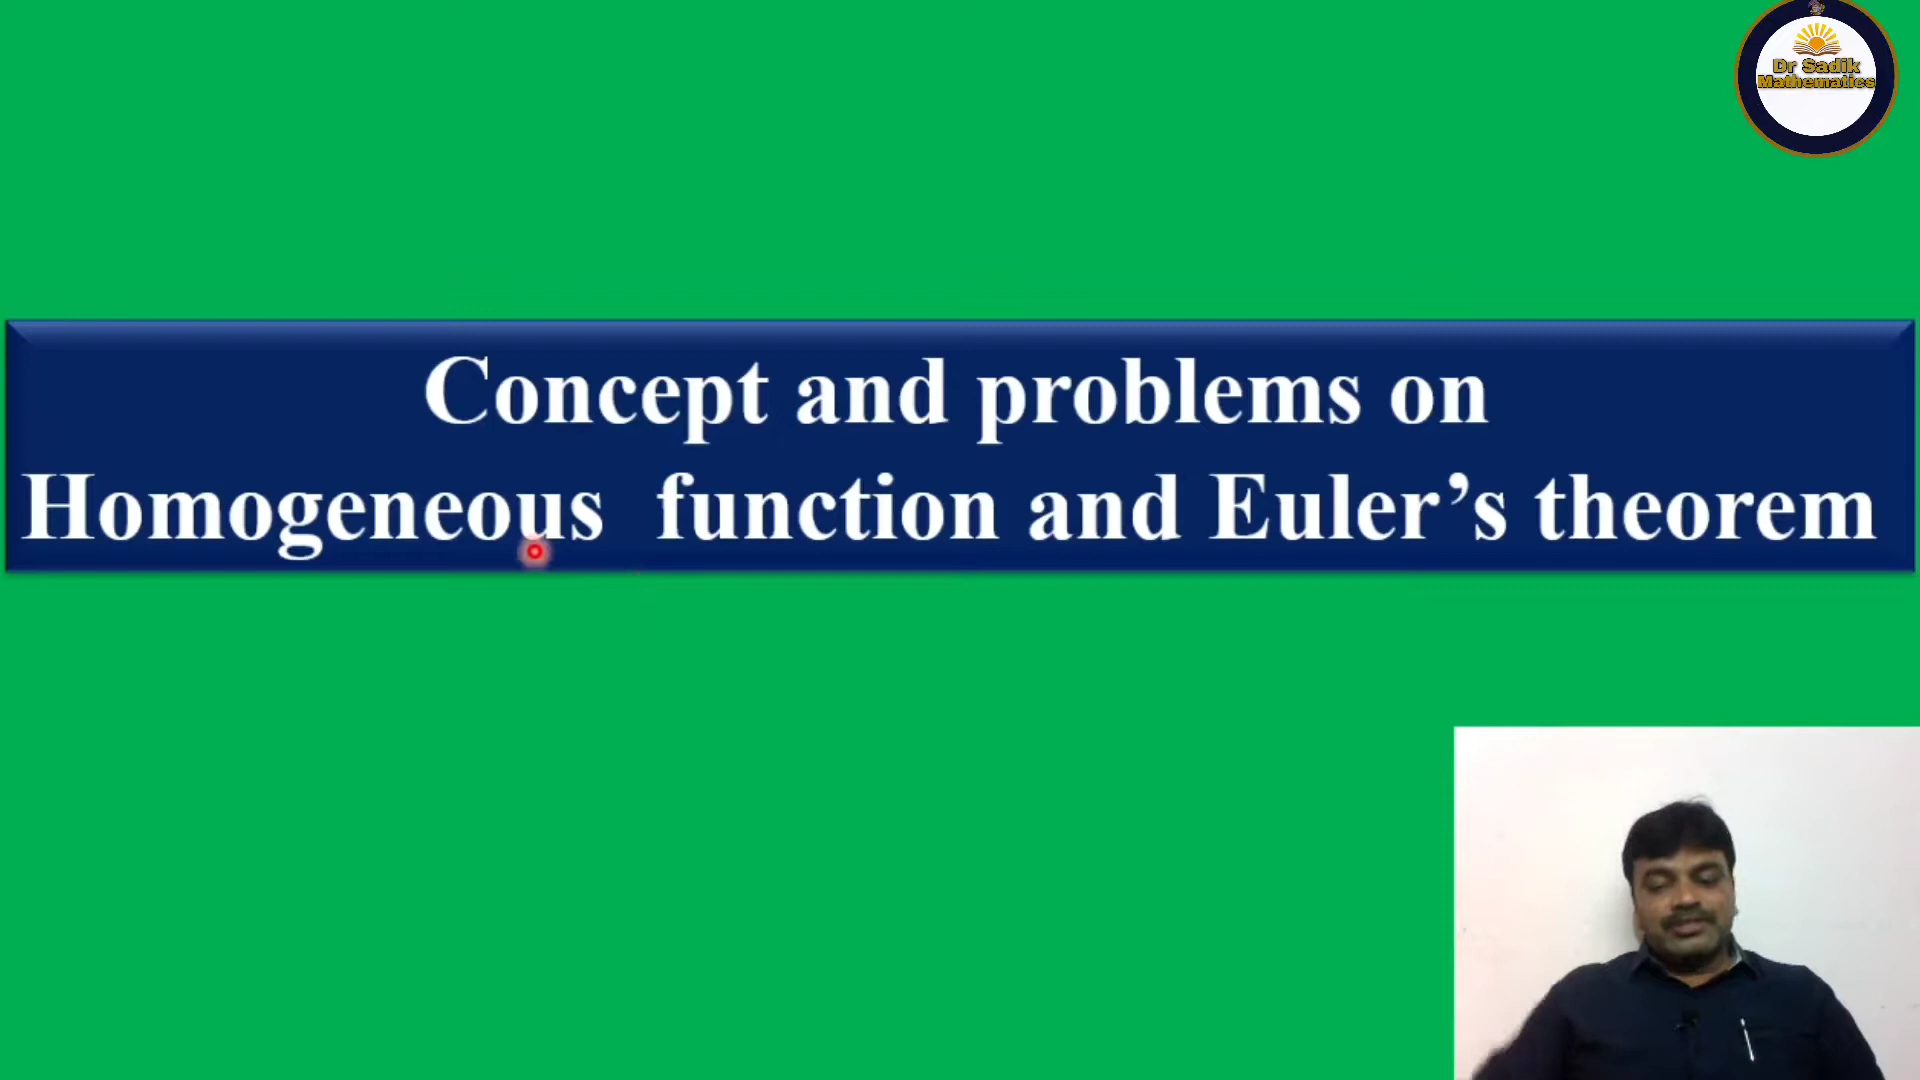 Dr Sadik
Mathematics
Concept and problems on
Homogeneous function and Euler’s theorem